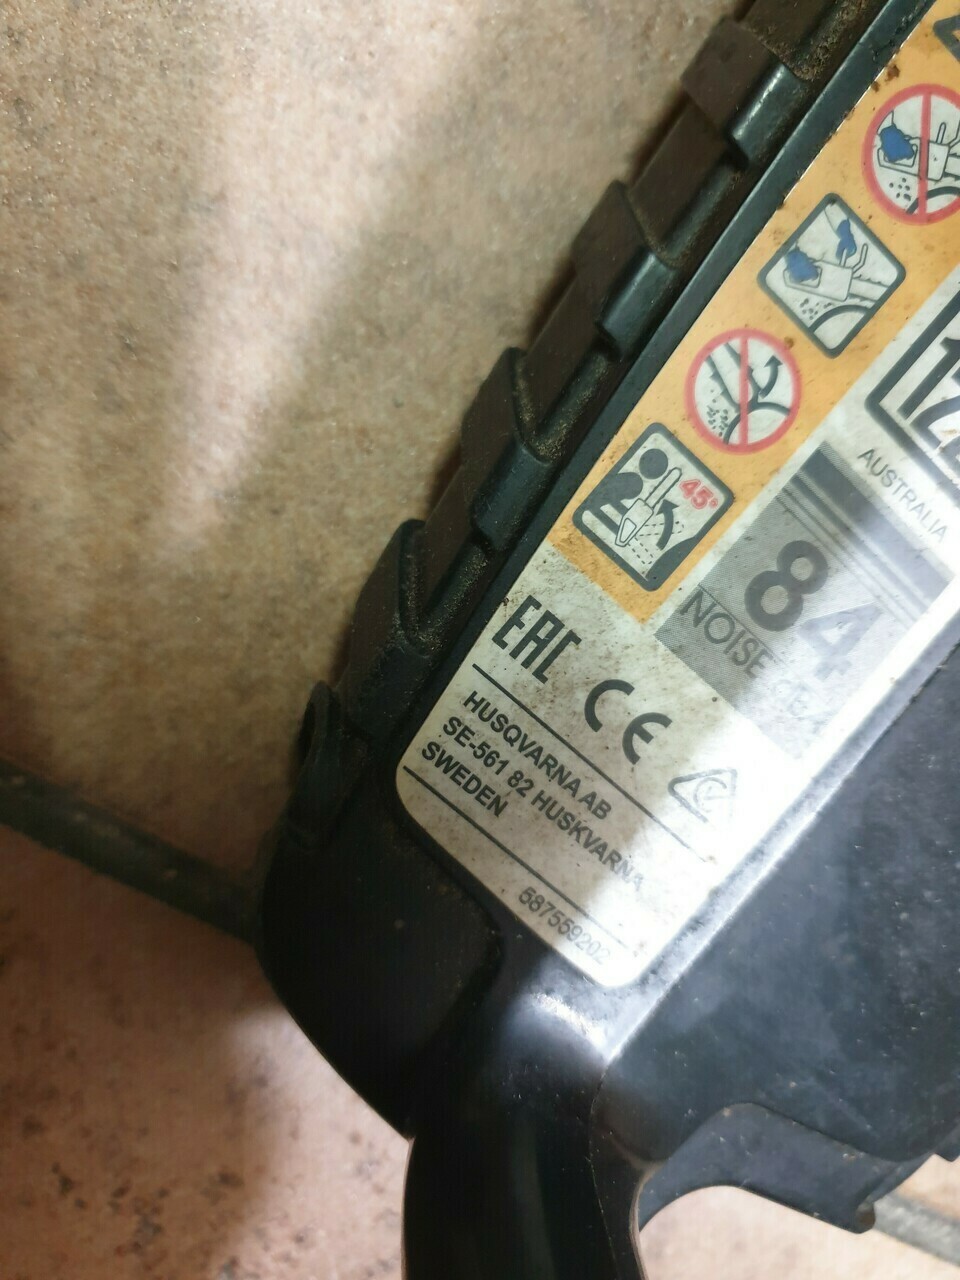 45°
AUSTRALIA
84
NOISE
EAC
CE
HUSQVARNA AB
SE-561 82 HUSKVARNA
SWEDEN
587559202